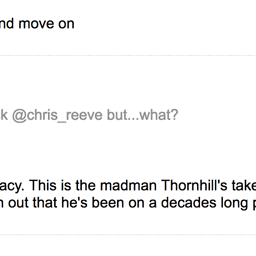 nd move on
k @chris_reeve but...what?
acy. This is the madman Thornhill's take
out that he's been on a decades long